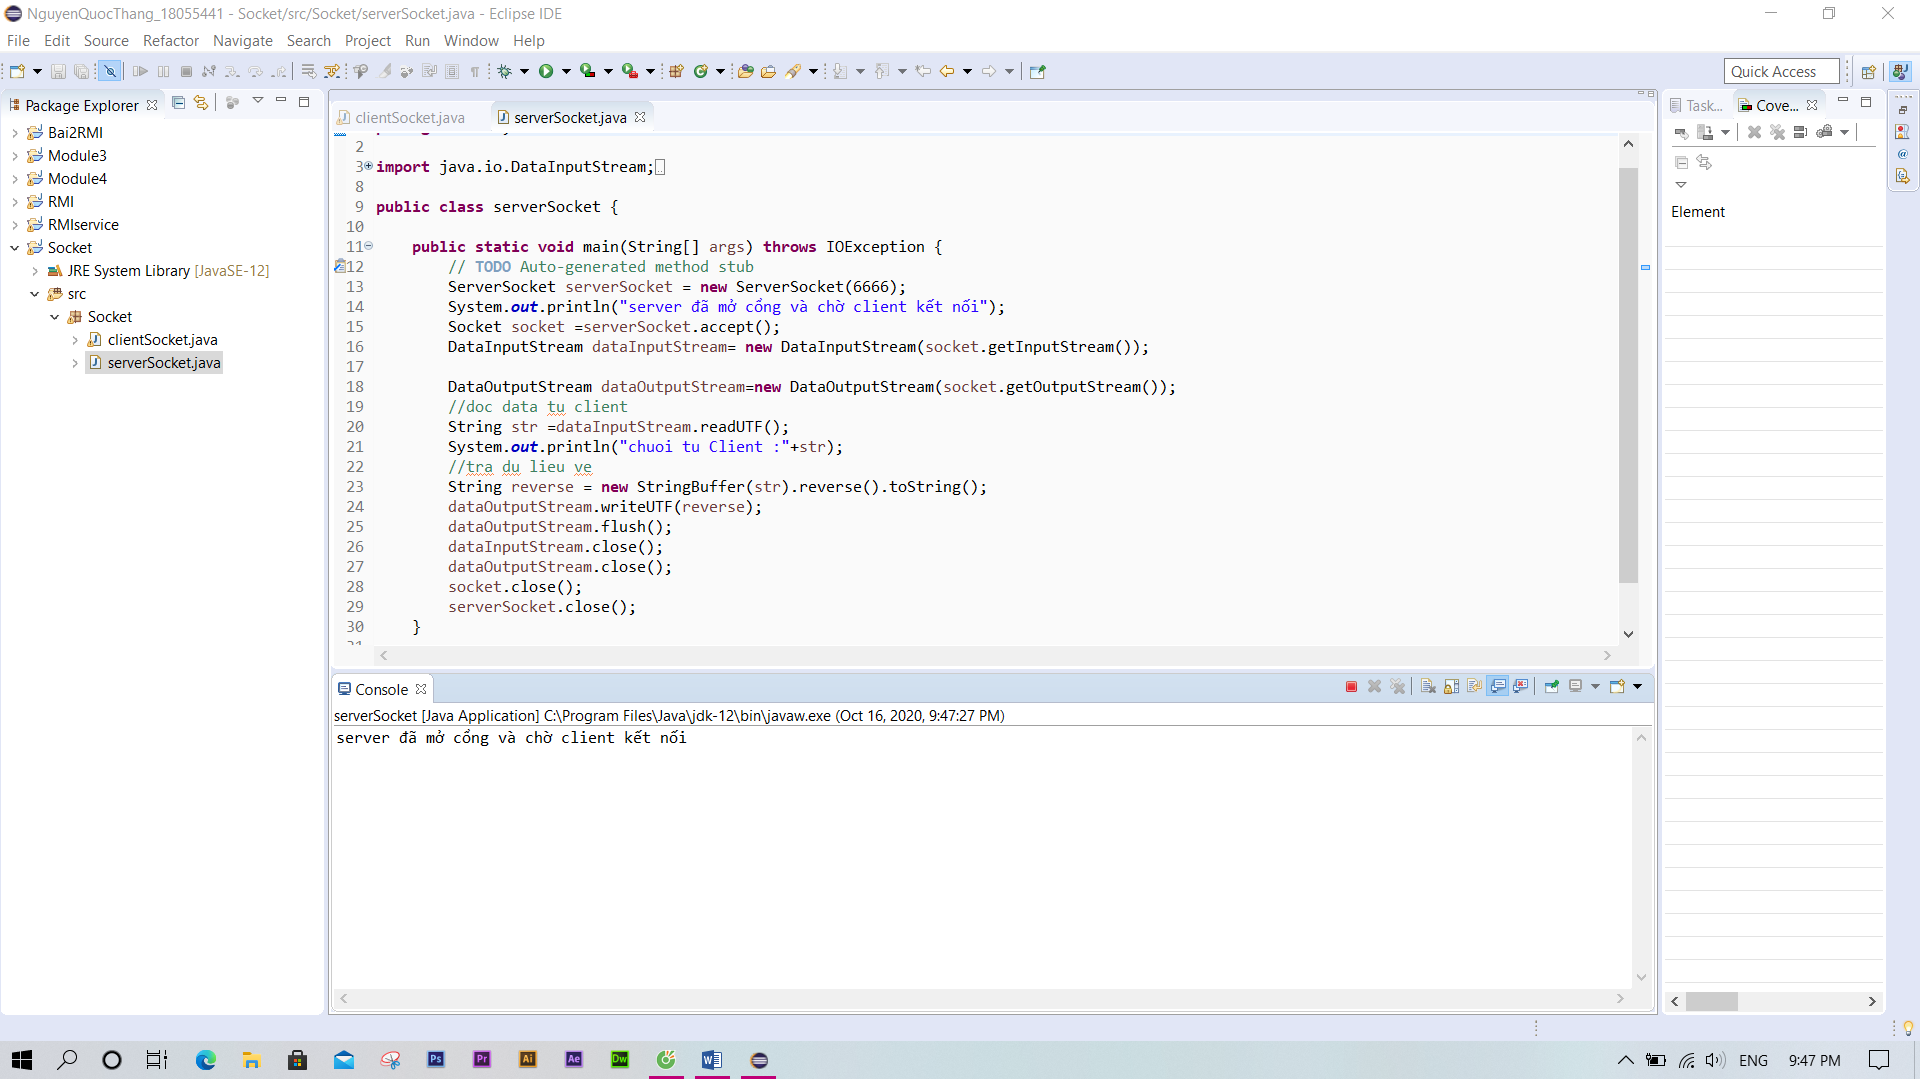 NguyenQuocThang_18055441 - Socket/src/Socket/serverSocket.java - Eclipse IDE
File Edit Source Refactor Navigate Search Project Run Window Help
Quick Access
Package Explorer
Bai2RMI
Module3
Module4
RMI
RMIservice
Socket
JRE System Library [JavaSE-12]
src
Socket
clientSocket.java
serverSocket.java
clientSocket.java serverSocket.java
2
3 import java.io.DataInputStream;
8
9 public class serverSocket {
10
11 public static void main(String[] args) throws IOException {
12 // TODO Auto-generated method stub
13 ServerSocket serverSocket = new ServerSocket(6666);
14 System.out.println("server đã mở cổng và chờ client kết nối");
15 Socket socket =serverSocket.accept();
16 DataInputStream dataInputStream= new DataInputStream(socket.getInputStream());
17
18 DataOutputStream dataOutputStream=new DataOutputStream(socket.getOutputStream());
19 //doc data tu client
20 String str =dataInputStream.readUTF();
21 System.out.println("chuoi tu Client :"+str);
22 //tra du lieu ve
23 String reverse = new StringBuffer(str).reverse().toString();
24 dataOutputStream.writeUTF(reverse);
25 dataOutputStream.flush();
26 dataInputStream.close();
27 dataOutputStream.close();
28 socket.close();
29 serverSocket.close();
30 }
Console
serverSocket [Java Application] C:\Program Files\Java\jdk-12\bin\javaw.exe (Oct 16, 2020, 9:47:27 PM)
server đã mở cổng và chờ client kết nối
Task... Cove...
Element
Ps Pr Ai Ae Dw
ENG 9:47 PM